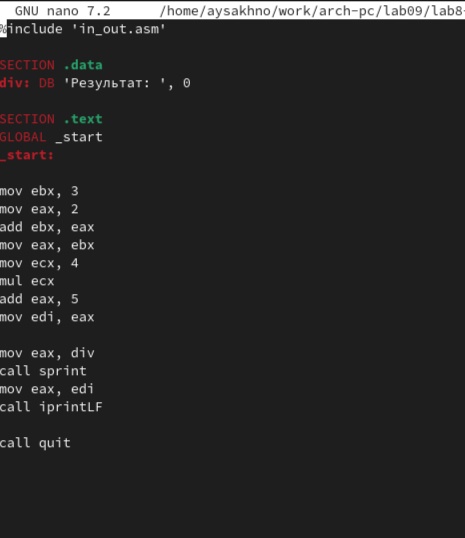 GNU nano 7.2 /home/aysakhno/work/arch-pc/lab09/lab8-
%include 'in_out.asm'
SECTION .data
div: DB 'Результат: ', 0
SECTION .text
GLOBAL _start
_start:
mov ebx, 3
mov eax, 2
add ebx, eax
mov eax, ebx
mov ecx, 4
mul ecx
add eax, 5
mov edi, eax
mov eax, div
call sprint
mov eax, edi
call iprintLF
call quit